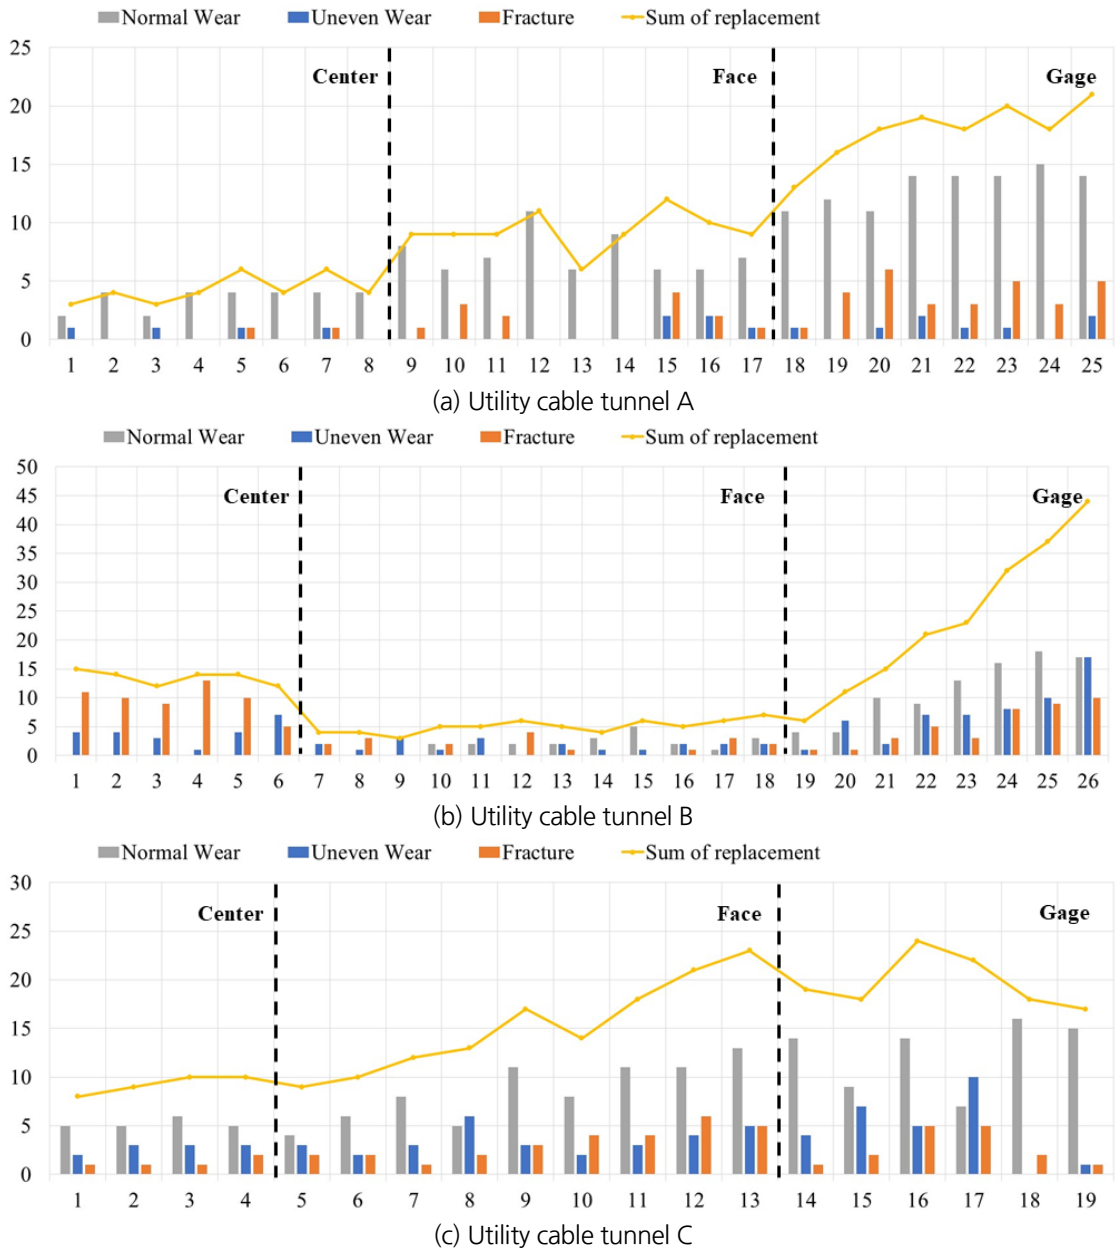 Normal Wear Uneven Wear Fracture Sum of replacement
25
Center Face Gage
20
15
10
5
0
1 2 3 4 5 6 7 8 9 10 11 12 13 14 15 16 17 18 19 20 21 22 23 24 25
(a) Utility cable tunnel A
Normal Wear Uneven Wear Fracture Sum of replacement
50
45
Center Face Gage
40
35
30
25
20
15
10
5
0
1 2 3 4 5 6 7 8 9 10 11 12 13 14 15 16 17 18 19 20 21 22 23 24 25 26
(b) Utility cable tunnel B
Normal Wear Uneven Wear Fracture Sum of replacement
30
Center Face Gage
25
20
15
10
5
0
1 2 3 4 5 6 7 8 9 10 11 12 13 14 15 16 17 18 19
(c) Utility cable tunnel C